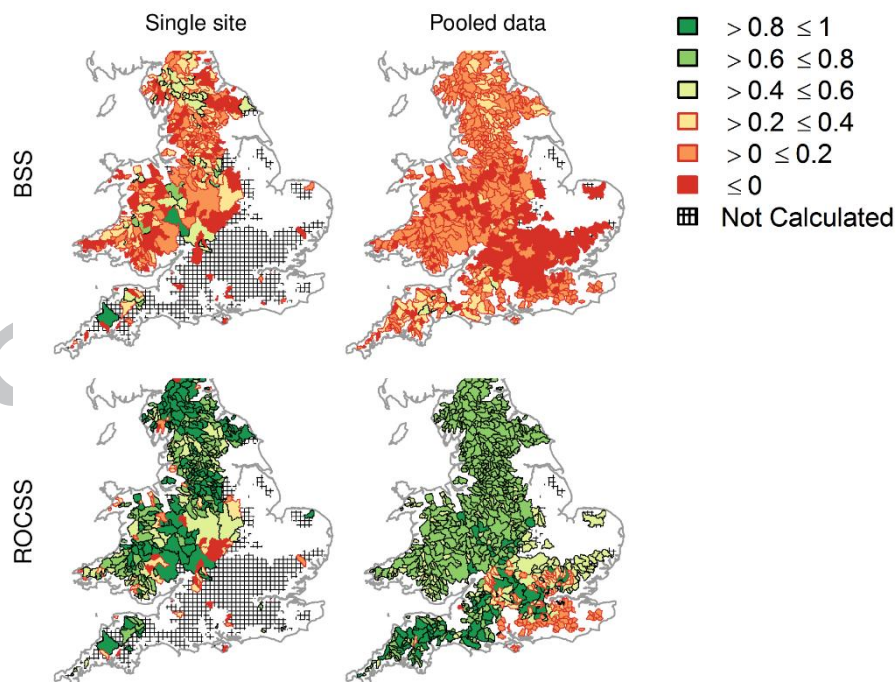 Single site
Pooled data
> 0.8 ≤ 1
> 0.6 ≤ 0.8
> 0.4 ≤ 0.6
> 0.2 ≤ 0.4
> 0 ≤ 0.2
≤ 0
Not Calculated
BSS
ROCSS